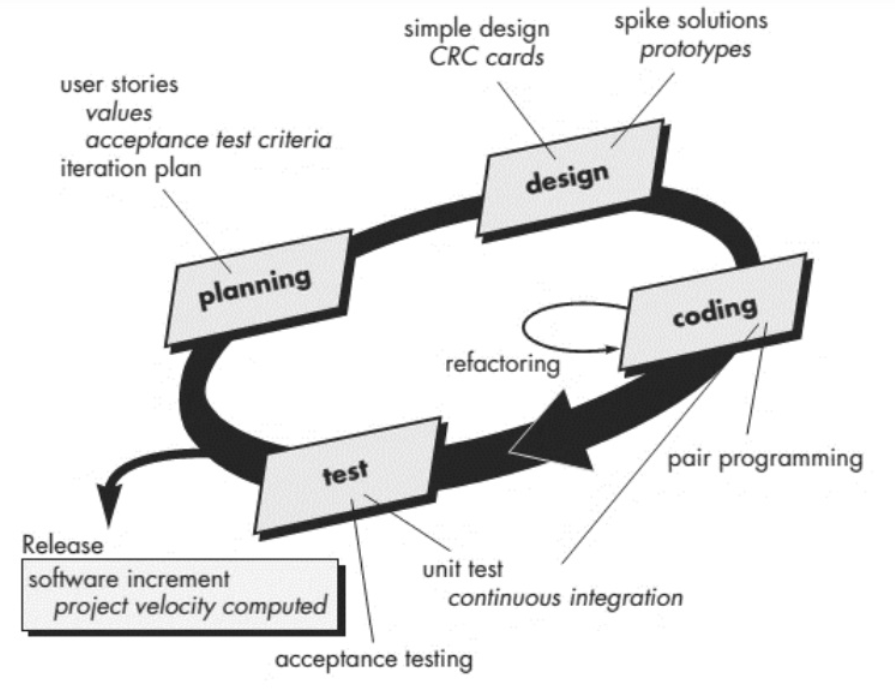 simple design
CRC cards
spike solutions
prototypes
user stories
values
acceptance test criteria
iteration plan
design
planning
coding
refactoring
test
pair programming
Release
software increment
project velocity computed
unit test
continuous integration
acceptance testing